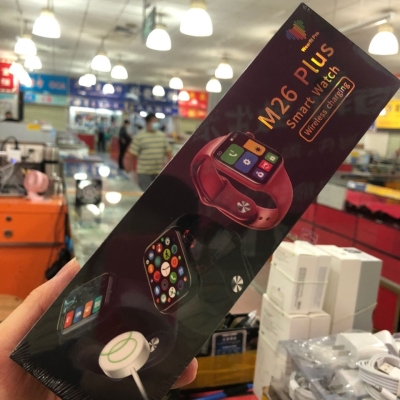 M26 Plus
Smart Watch
Wireless charging